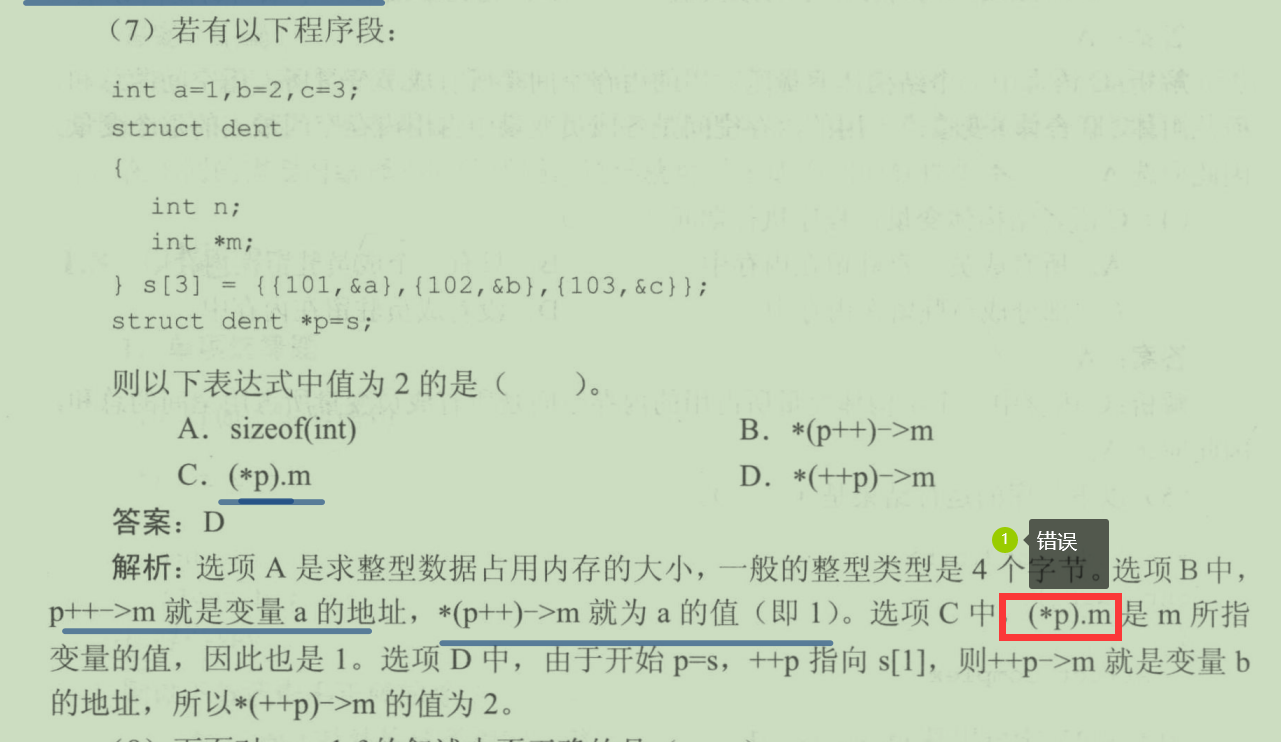 （7）若有以下程序段：
int a=1,b=2,c=3;
struct dent
{
int n;
int *m;
} s[3] = {{101,&a},{102,&b},{103,&c}};
struct dent *p=s;
则以下表达式中值为 2 的是（　　）。
A．sizeof(int)
B．*(p++)->m
C．(*p).m
D．*(++p)->m
答案：D
1 错误
解析：选项 A 是求整型数据占用内存的大小，一般的整型类型是 4 个字节。选项 B 中，
p++->m 就是变量 a 的地址，*(p++)->m 就为 a 的值（即 1）。选项 C 中，(*p).m 是 m 所指
变量的值，因此也是 1。选项 D 中，由于开始 p=s，++p 指向 s[1]，则++p->m 就是变量 b
的地址，所以*(++p)->m 的值为 2。